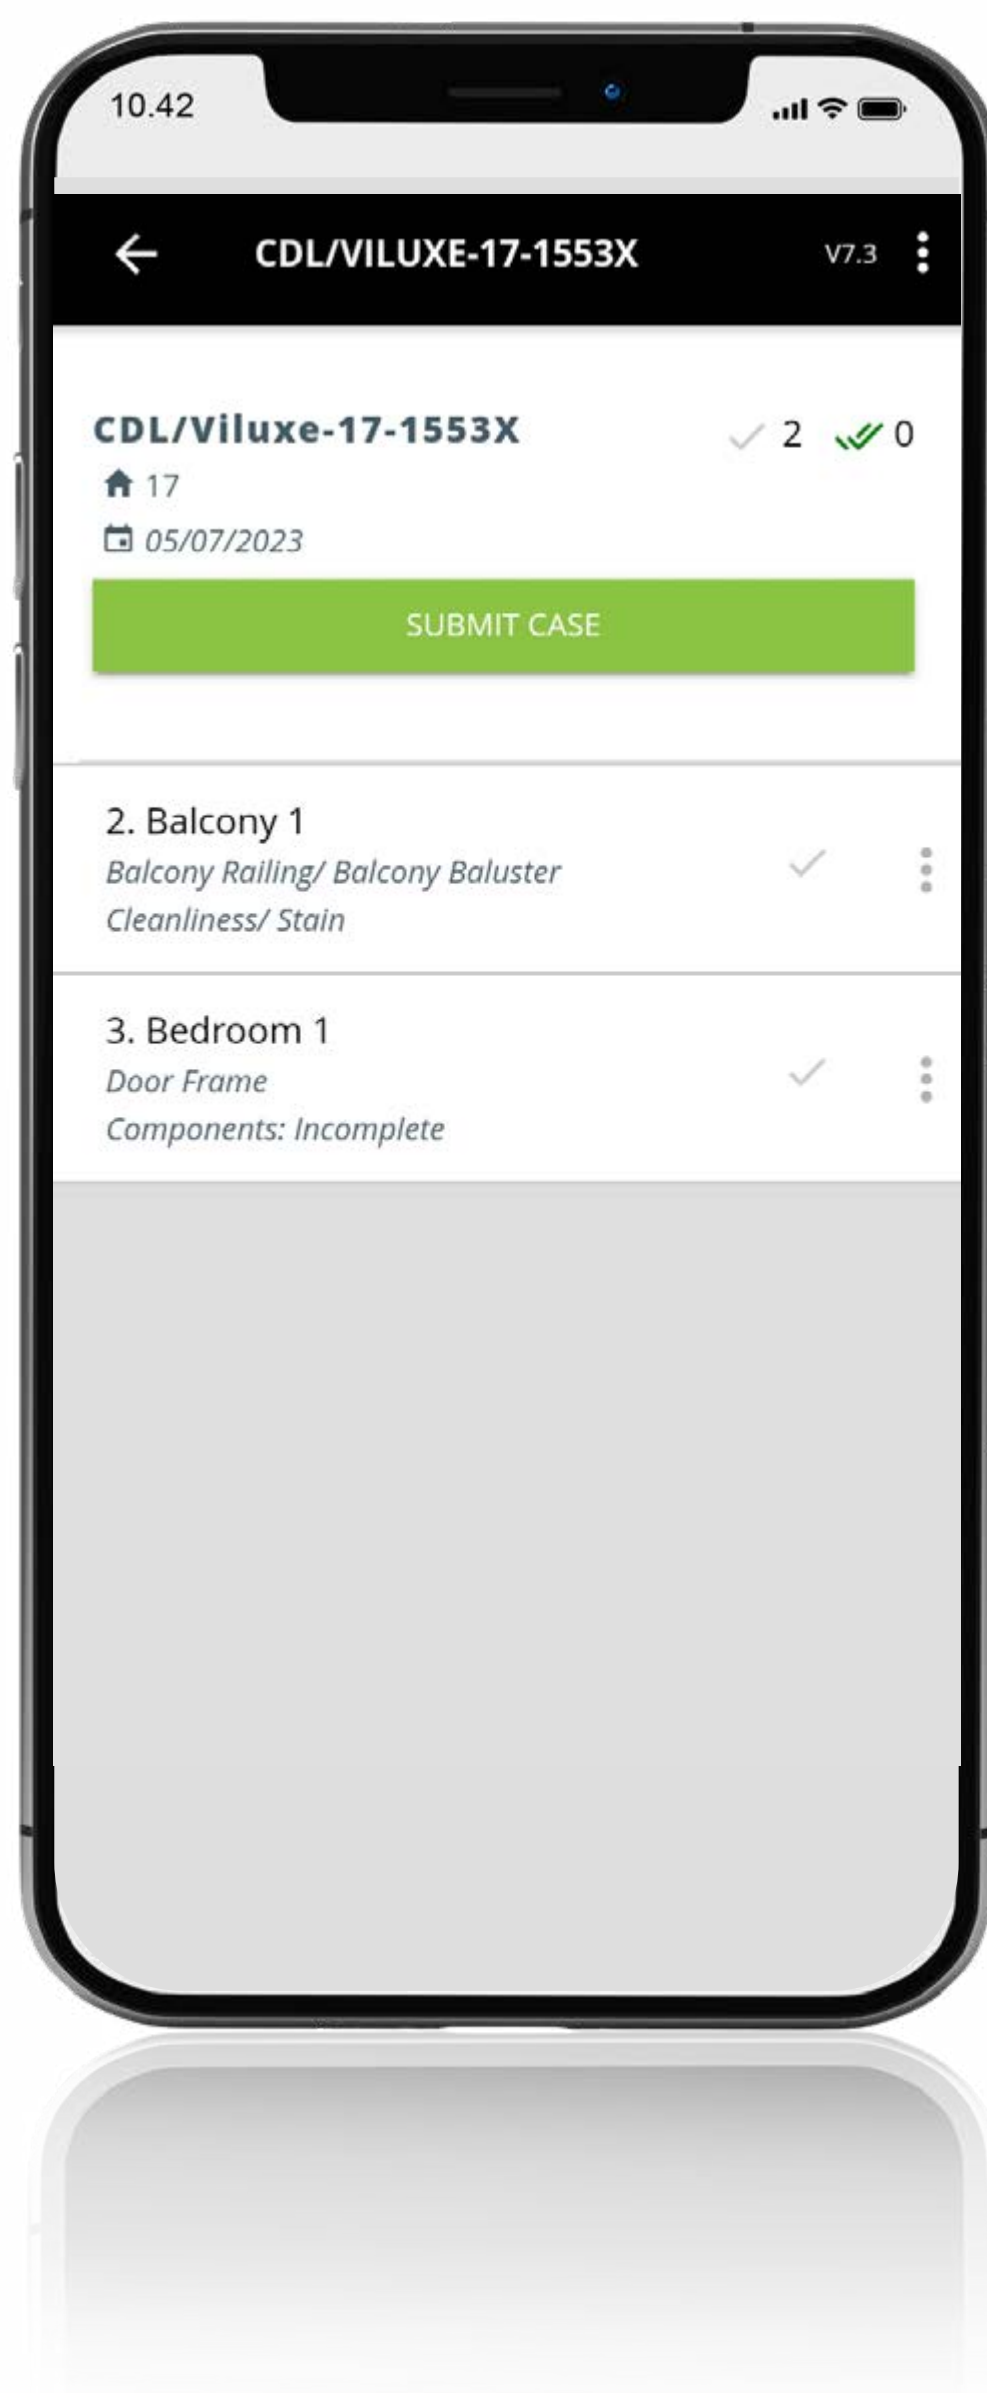 10.42
CDL/VILUXE-17-1553X V7.3
CDL/Viluxe-17-1553X 2 0
17
05/07/2023
SUBMIT CASE
2. Balcony 1
Balcony Railing/ Balcony Baluster
Cleanliness/ Stain
3. Bedroom 1
Door Frame
Components: Incomplete